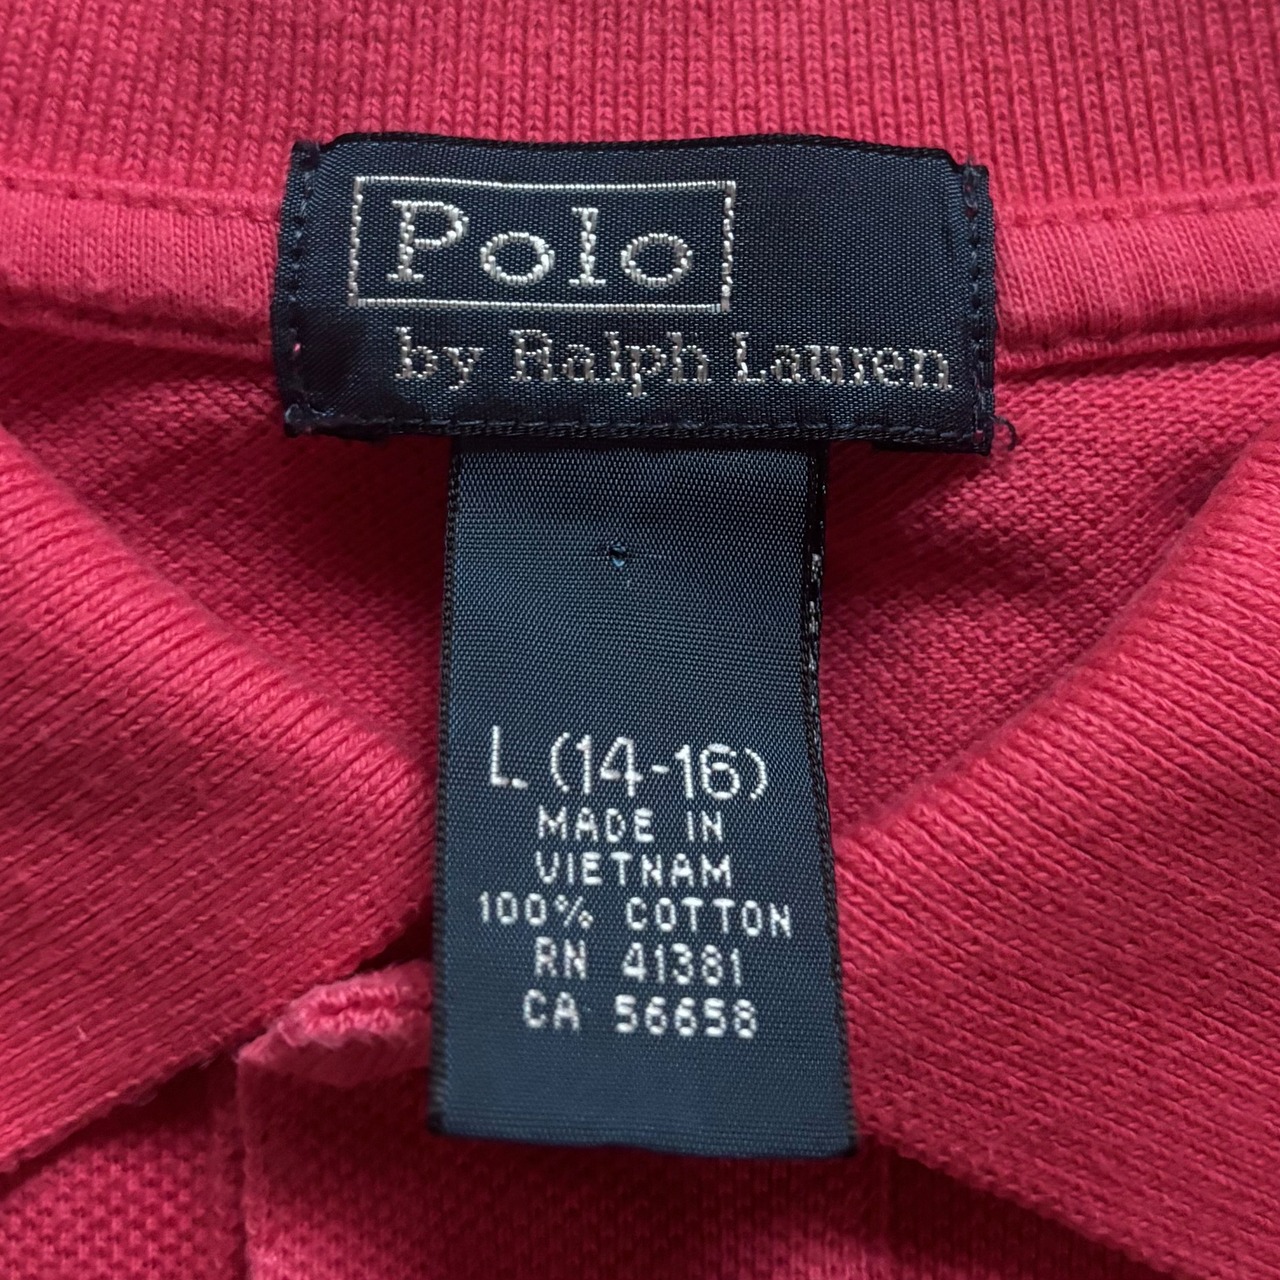 Polo
by Ralph Lauren
L (14-16)
MADE IN
VIETNAM
100% COTTON
RN 41381
CA 56658